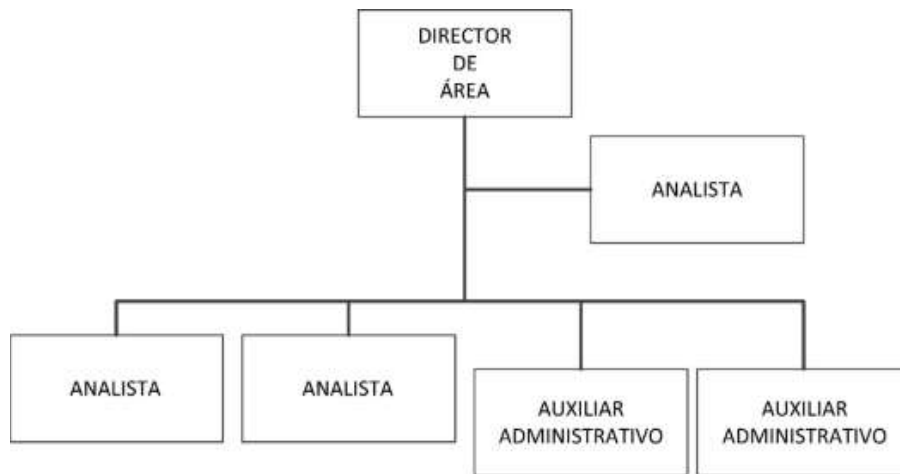 DIRECTOR
DE
ÁREA
ANALISTA
ANALISTA
ANALISTA
AUXILIAR
ADMINISTRATIVO
AUXILIAR
ADMINISTRATIVO